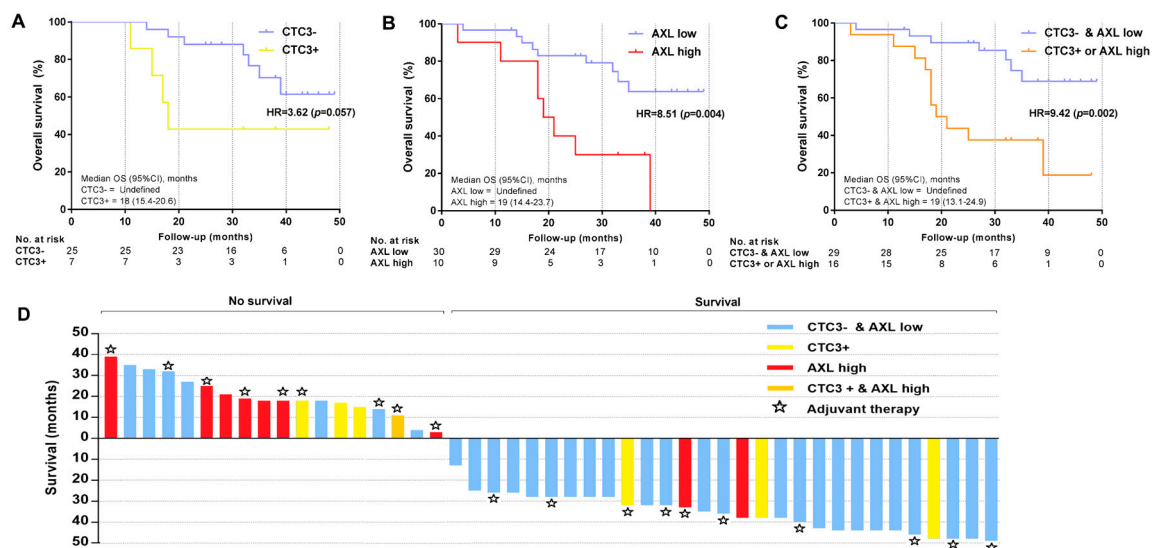 A
CTC3-
CTC3+
100
80
60
40
20
0
Overall survival (%)
HR=3.62 (p=0.057)
Median OS (95%CI), months
CTC3- = Undefined
CTC3+ = 18 (15.4-20.6)
0 10 20 30 40 50
Follow-up (months)
No. at risk
CTC3- 25 25 23 16 6 0
CTC3+ 7 7 3 3 1 0
B
AXL low
AXL high
100
80
60
40
20
0
Overall survival (%)
HR=8.51 (p=0.004)
Median OS (95%CI), months
AXL low = Undefined
AXL high = 19 (14.4-23.7)
0 10 20 30 40 50
Follow-up (months)
No. at risk
AXL low 30 29 24 17 10 0
AXL high 10 9 5 3 1 0
C
CTC3- & AXL low
CTC3+ or AXL high
100
80
60
40
20
0
Overall survival (%)
HR=9.42 (p=0.002)
Median OS (95%CI), months
CTC3- & AXL low = Undefined
CTC3+ & AXL high = 19 (13.1-24.9)
0 10 20 30 40 50
Follow-up (months)
No. at risk
CTC3- & AXL low 29 28 25 17 9 0
CTC3+ or AXL high 16 15 8 6 1 0
D
No survival
Survival
50
40
30
20
10
0
10
20
30
40
50
Survival (months)
CTC3- & AXL low
CTC3+
AXL high
CTC3 + & AXL high
Adjuvant therapy